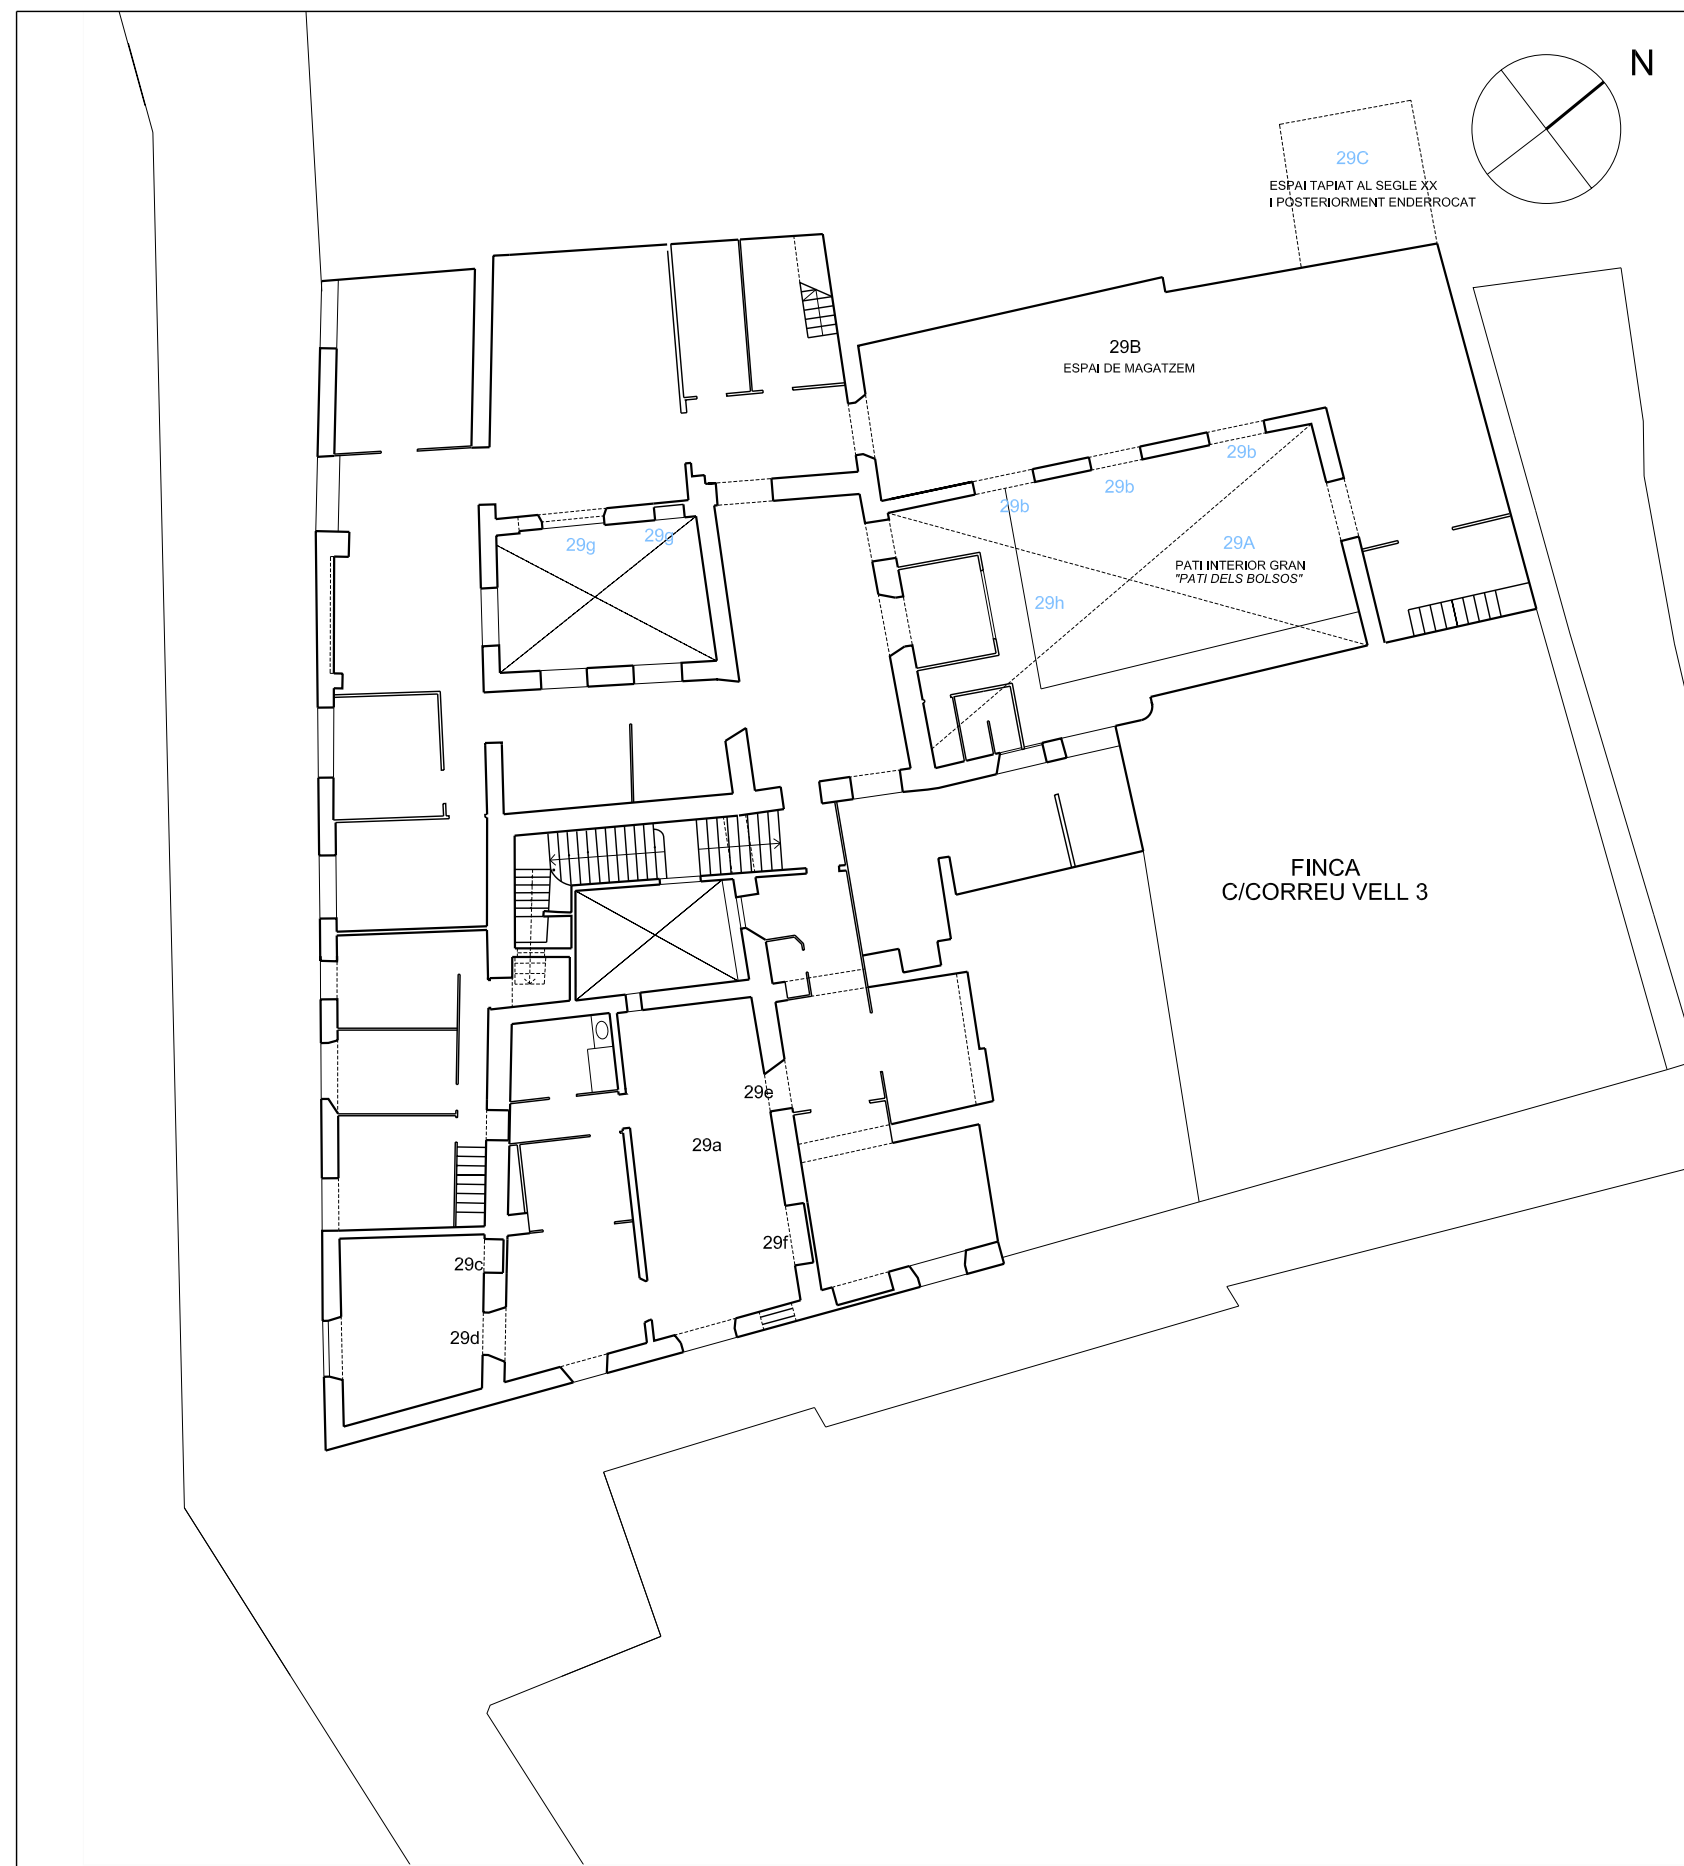 N
29C
ESPAI TAPIAT AL SEGLE XX
I POSTERIORMENT ENDERROCAT
29B
ESPAI DE MAGATZEM
29b
29b
29b
29g
29g
29A
PATI INTERIOR GRAN
"PATI DELS BOLSOS"
29h
FINCA
C/CORREU VELL 3
29e
29a
29f
29c
29d